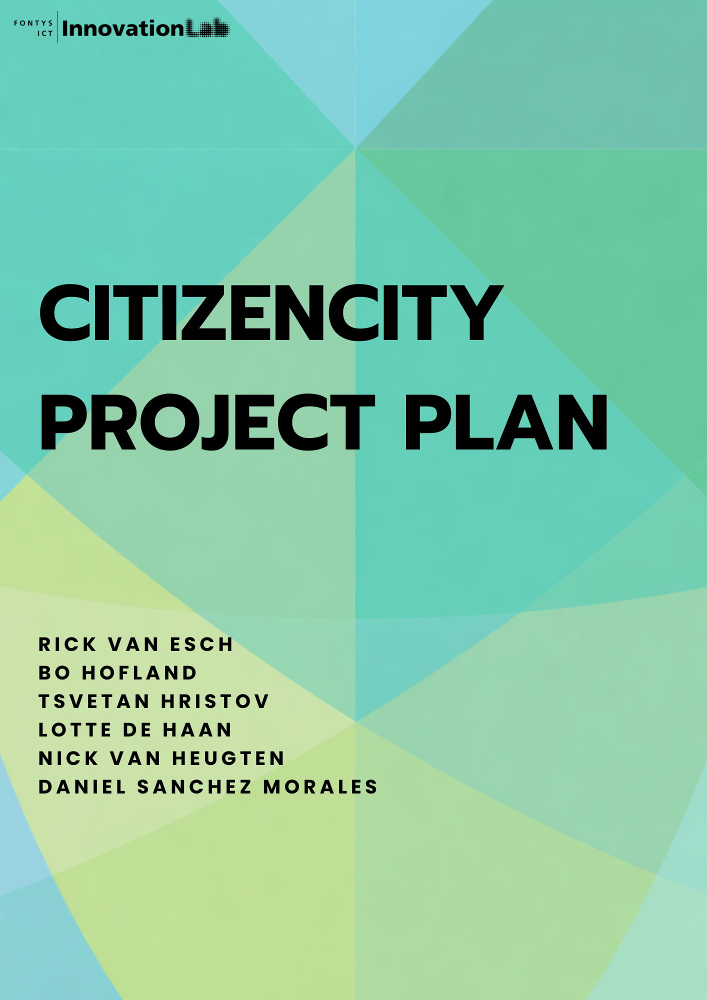 FONTYS
ICT
InnovationLab
CITIZENCITY
PROJECT PLAN
RICK VAN ESCH
BO HOFLAND
TSVETAN HRISTOV
LOTTE DE HAAN
NICK VAN HEUGTEN
DANIEL SANCHEZ MORALES